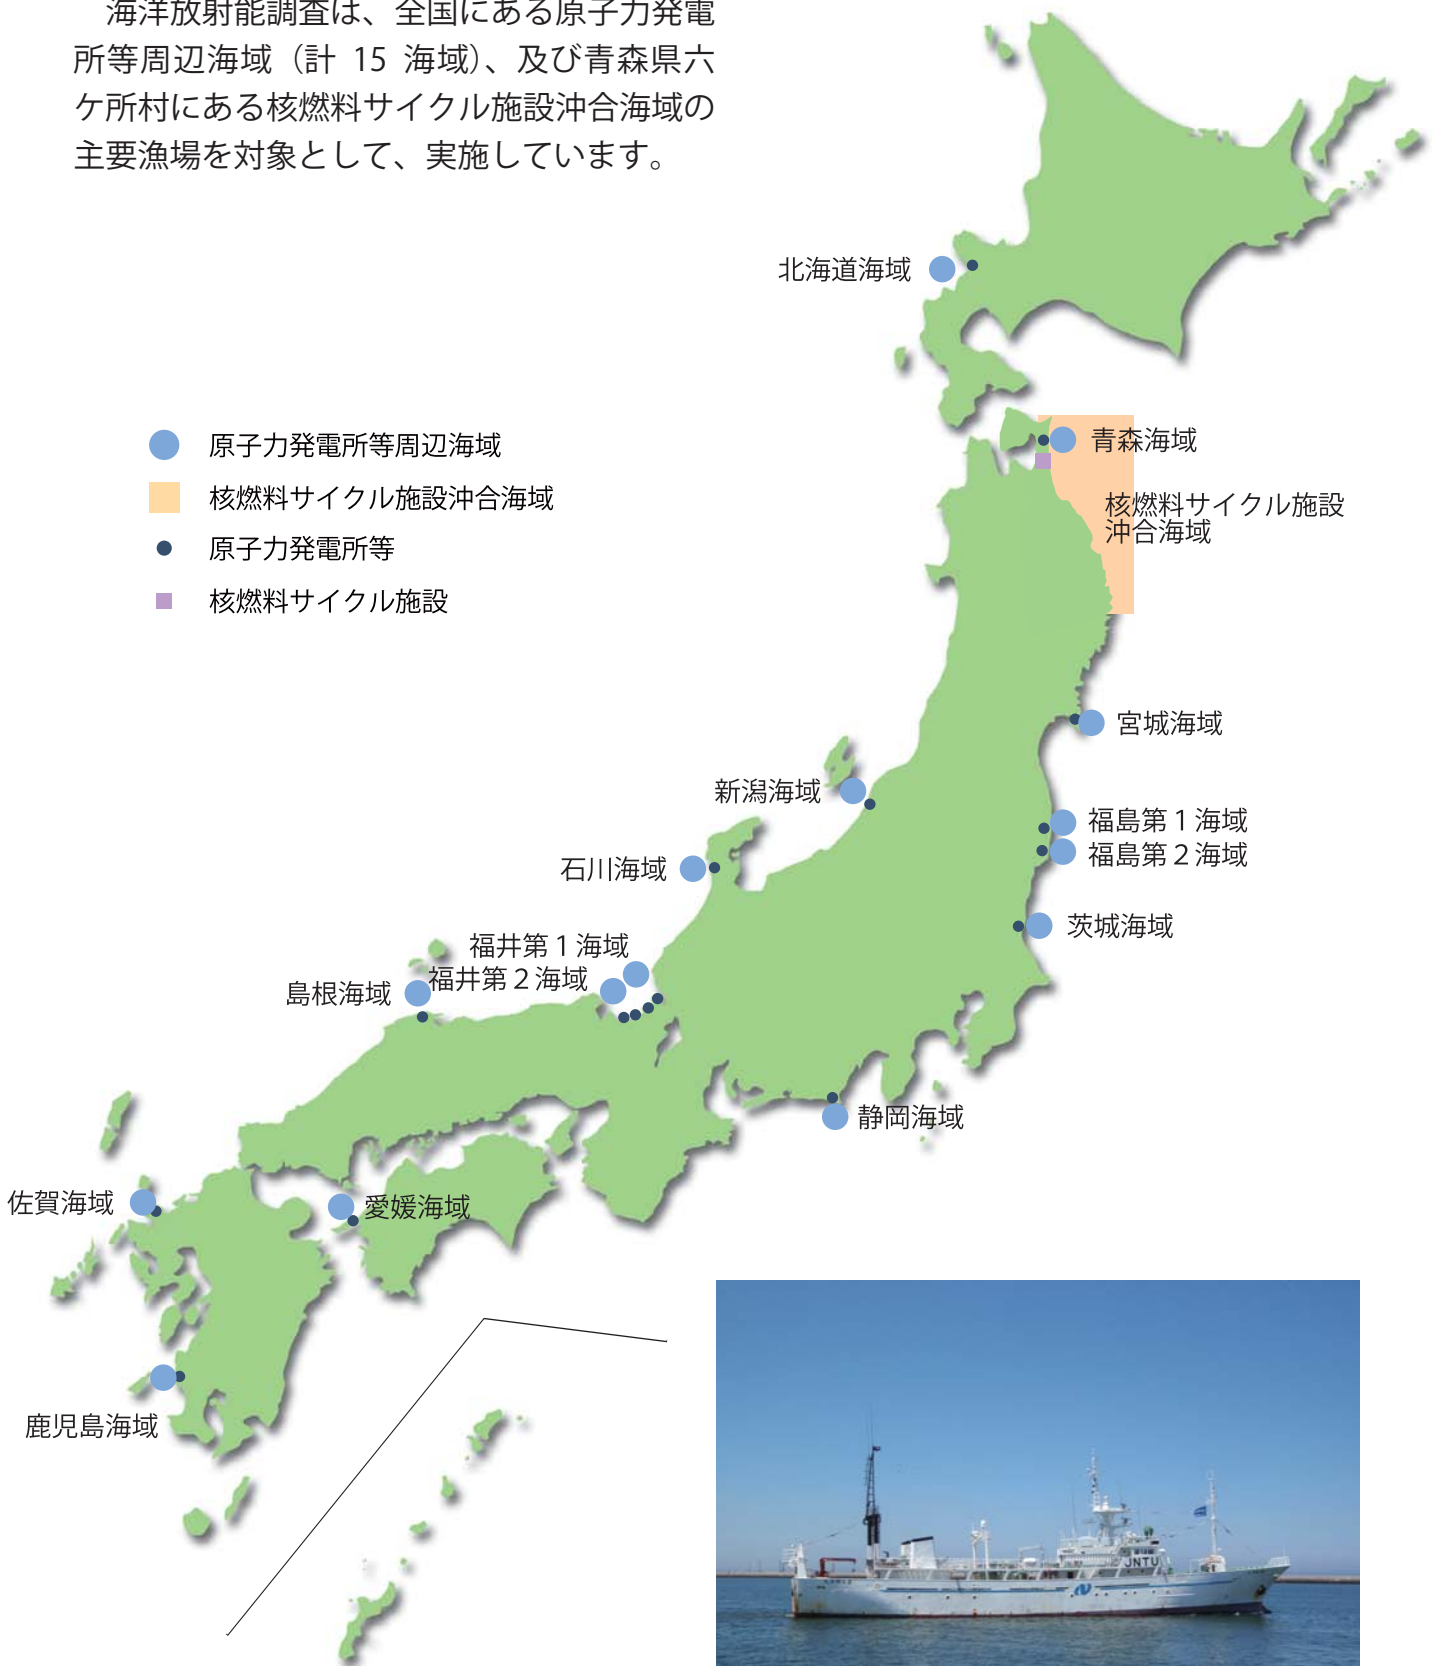 海洋放射能調査は、全国にある原子力発電
所等周辺海域（計 15 海域）、及び青森県六
ケ所村にある核燃料サイクル施設沖合海域の
主要漁場を対象として、実施しています。
北海道海域
原子力発電所等周辺海域
核燃料サイクル施設沖合海域
原子力発電所等
核燃料サイクル施設
青森海域
核燃料サイクル施設
沖合海域
宮城海域
新潟海域
福島第１海域
福島第２海域
石川海域
茨城海域
福井第１海域
福井第２海域
島根海域
静岡海域
佐賀海域
愛媛海域
鹿児島海域
JNTU